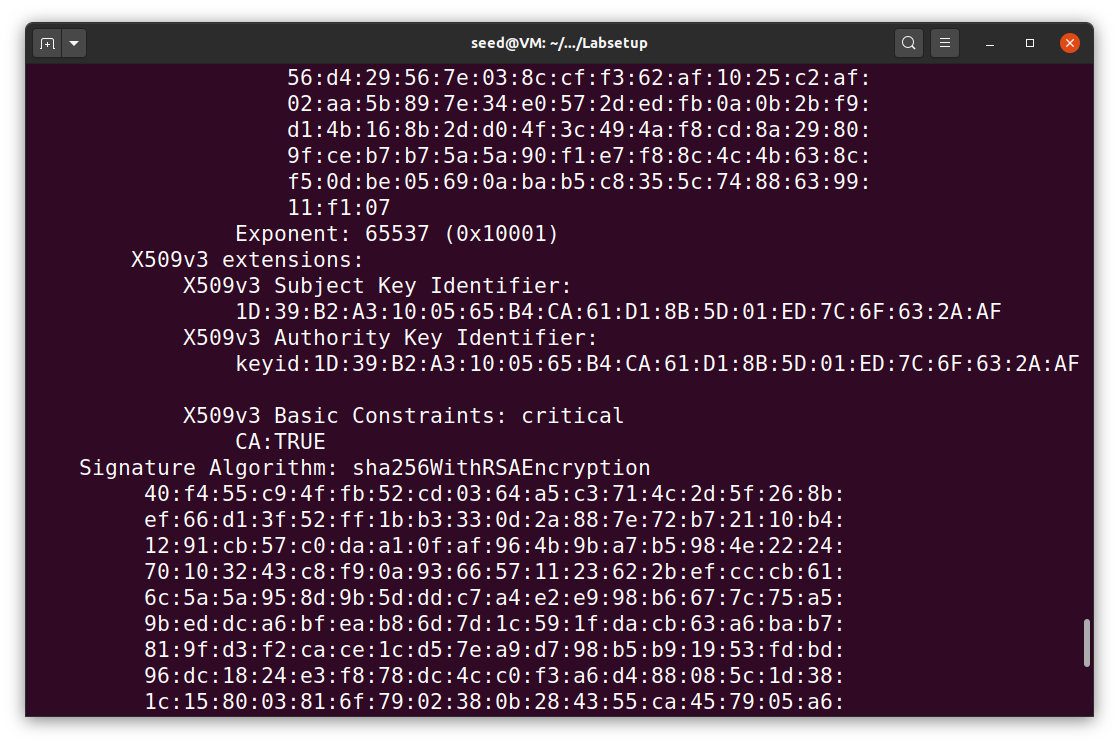 seed@VM: ~/.../Labsetup
56:d4:29:56:7e:03:8c:cf:f3:62:af:10:25:c2:af:
02:aa:5b:89:7e:34:e0:57:2d:ed:fb:0a:0b:2b:f9:
d1:4b:16:8b:2d:d0:4f:3c:49:4a:f8:cd:8a:29:80:
9f:ce:b7:b7:5a:5a:90:f1:e7:f8:8c:4c:4b:63:8c:
f5:0d:be:05:69:0a:ba:b5:c8:35:5c:74:88:63:99:
11:f1:07
Exponent: 65537 (0x10001)
X509v3 extensions:
X509v3 Subject Key Identifier:
1D:39:B2:A3:10:05:65:B4:CA:61:D1:8B:5D:01:ED:7C:6F:63:2A:AF
X509v3 Authority Key Identifier:
keyid:1D:39:B2:A3:10:05:65:B4:CA:61:D1:8B:5D:01:ED:7C:6F:63:2A:AF
X509v3 Basic Constraints: critical
CA:TRUE
Signature Algorithm: sha256WithRSAEncryption
40:f4:55:c9:4f:fb:52:cd:03:64:a5:c3:71:4c:2d:5f:26:8b:
ef:66:d1:3f:52:ff:1b:b3:33:0d:2a:88:7e:72:b7:21:10:b4:
12:91:cb:57:c0:da:a1:0f:af:96:4b:9b:a7:b5:98:4e:22:24:
70:10:32:43:c8:f9:0a:93:66:57:11:23:62:2b:ef:cc:cb:61:
6c:5a:5a:95:8d:9b:5d:dd:c7:a4:e2:e9:98:b6:67:7c:75:a5:
9b:ed:dc:a6:bf:ea:b8:6d:7d:1c:59:1f:da:cb:63:a6:ba:b7:
81:9f:d3:f2:ca:ce:1c:d5:7e:a9:d7:98:b5:b9:19:53:fd:bd:
96:dc:18:24:e3:f8:78:dc:4c:c0:f3:a6:d4:88:08:5c:1d:38:
1c:15:80:03:81:6f:79:02:38:0b:28:43:55:ca:45:79:05:a6: